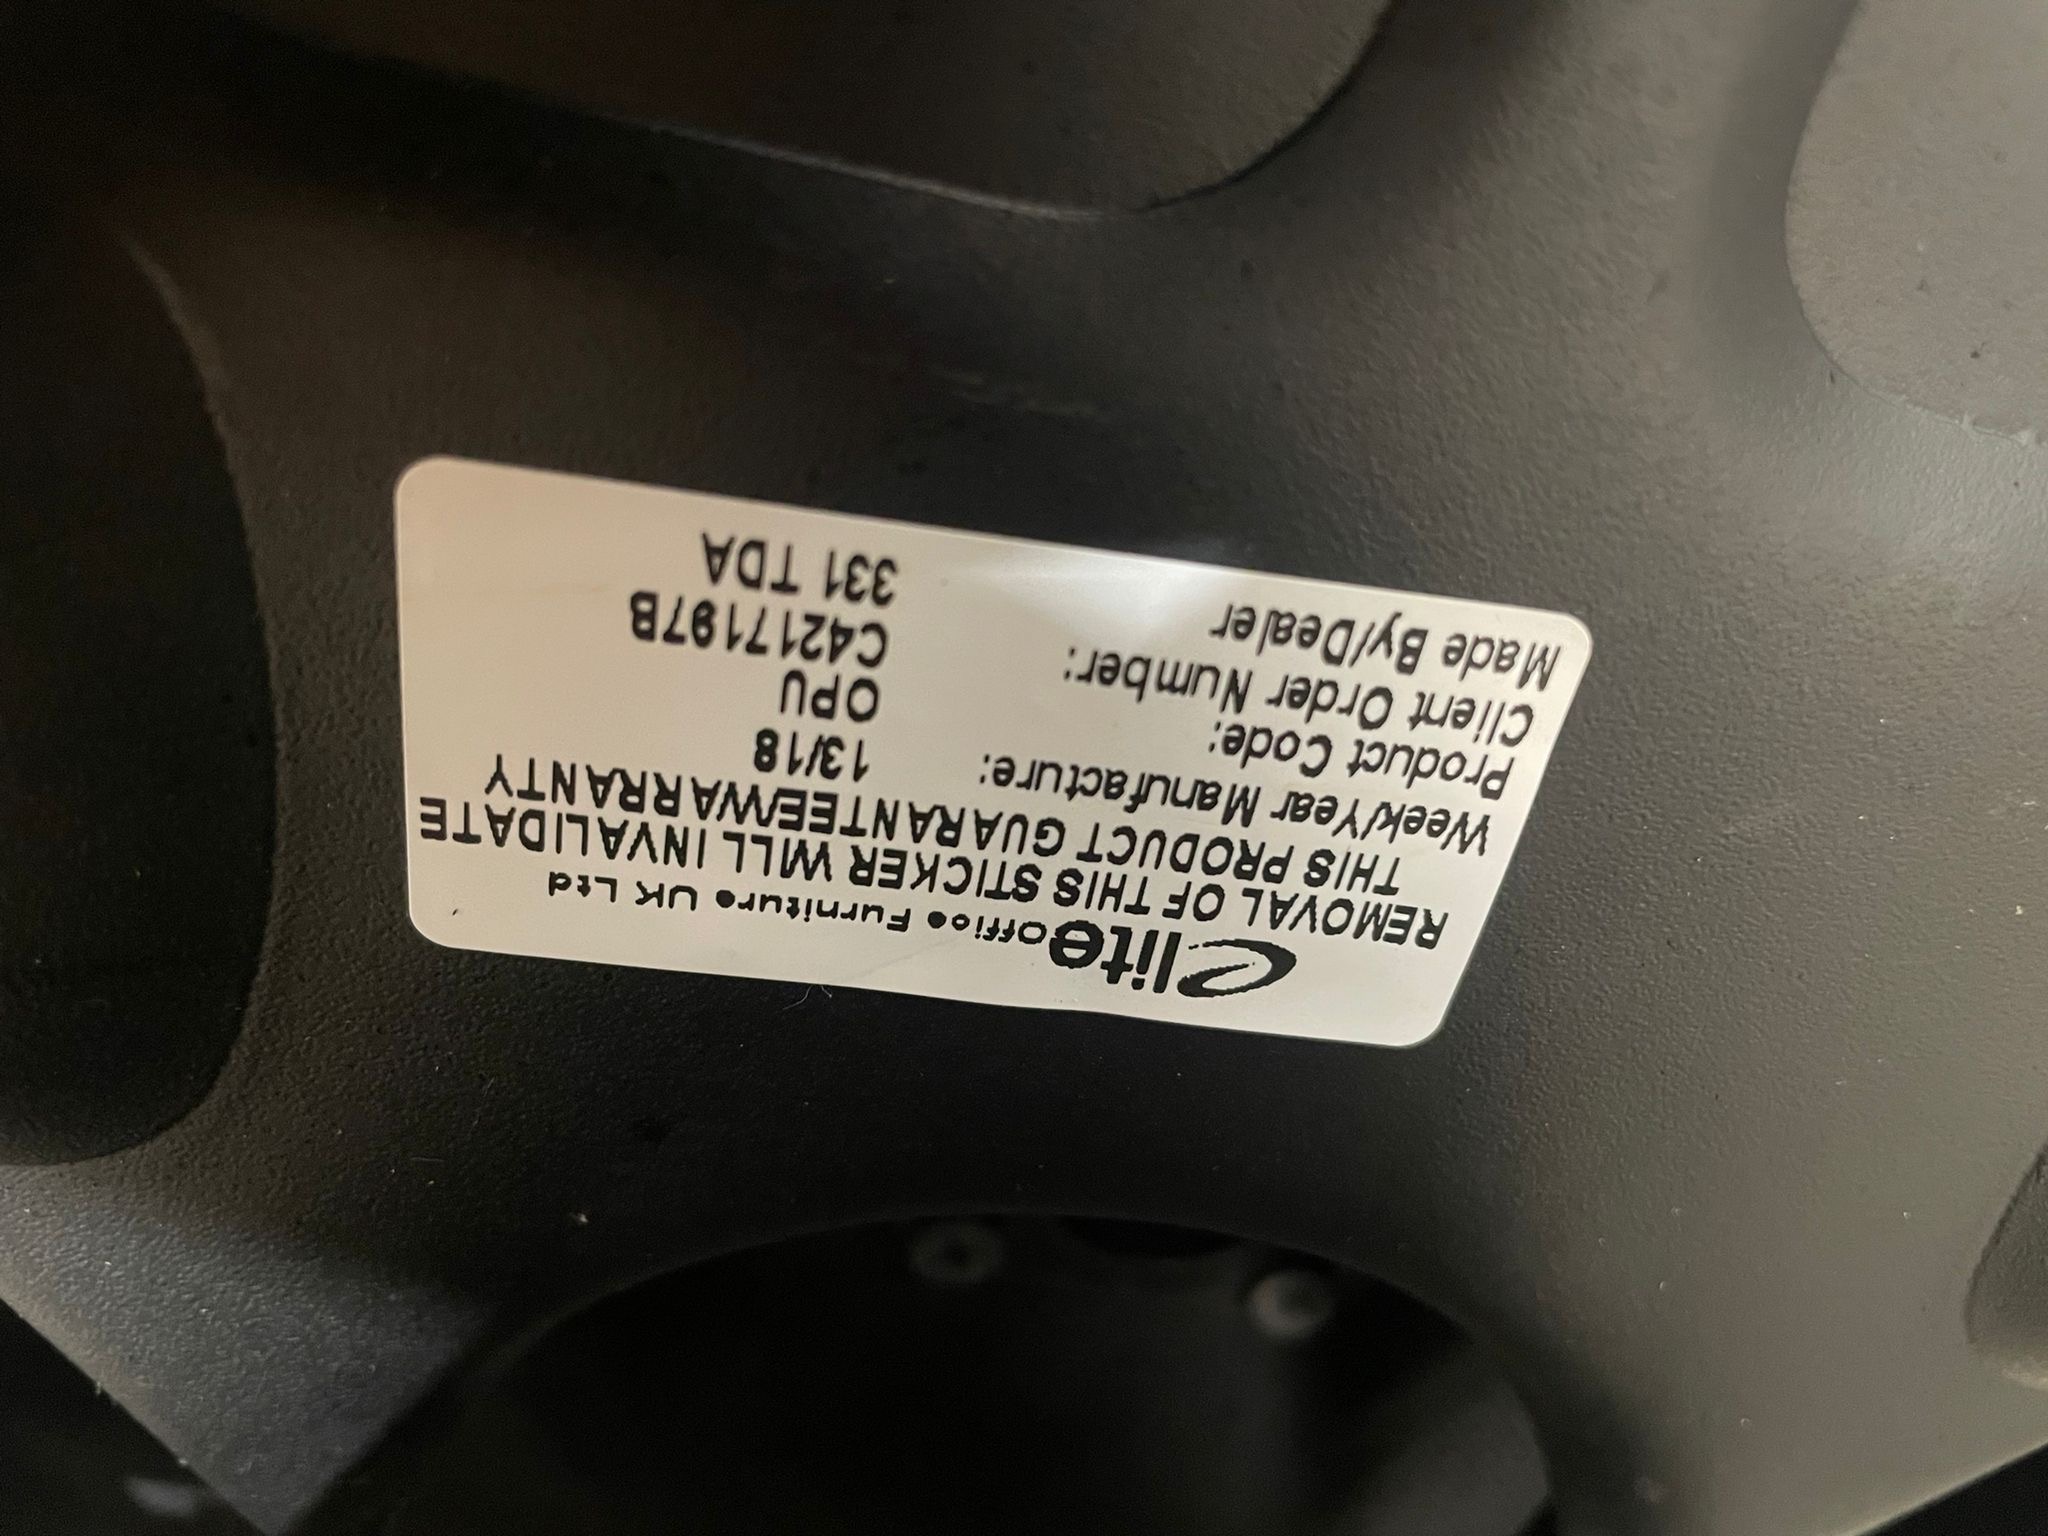 elite Office Furniture UK Ltd
REMOVAL OF THIS STICKER WILL INVALIDATE
THIS PRODUCT GUARANTEE/WARRANTY
Week/Year Manufacture: 13/18
Product Code: OPU
Client Order Number: C4217197B
Made By/Dealer 331 TDA